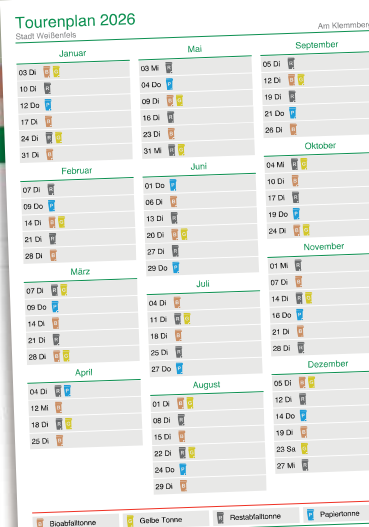 Tourenplan 2026
Stadt Weißenfels
Am Klemmberg
Januar
03 Di B G
10 Di R
12 Do P
17 Di B
24 Di R G
31 Di B
Februar
07 Di R
09 Do P
14 Di B G
21 Di R
28 Di B
März
07 Di R G
09 Do P
14 Di B
21 Di R
28 Di B G
April
04 Di R P
12 Mi B
18 Di R G
25 Di B
Mai
03 Mi R
04 Do P
09 Di B G
16 Di R
23 Di B
31 Mi R G
Juni
01 Do P
06 Di B
13 Di R
20 Di B G
27 Di R
29 Do P
Juli
04 Di B
11 Di R G
18 Di B
25 Di R
27 Do P
August
01 Di B G
08 Di R
15 Di B
22 Di R G
24 Do P
29 Di B
September
05 Di R
12 Di B G
19 Di R
21 Do P
26 Di B
Oktober
04 Mi R G
10 Di B
17 Di R
19 Do P
24 Di B G
November
01 Mi R
07 Di B
14 Di R G
16 Do P
21 Di B
28 Di R
Dezember
05 Di B G
12 Di R
14 Do P
19 Di B
23 Sa G
27 Mi R
B Bioabfalltonne G Gelbe Tonne R Restabfalltonne P Papiertonne